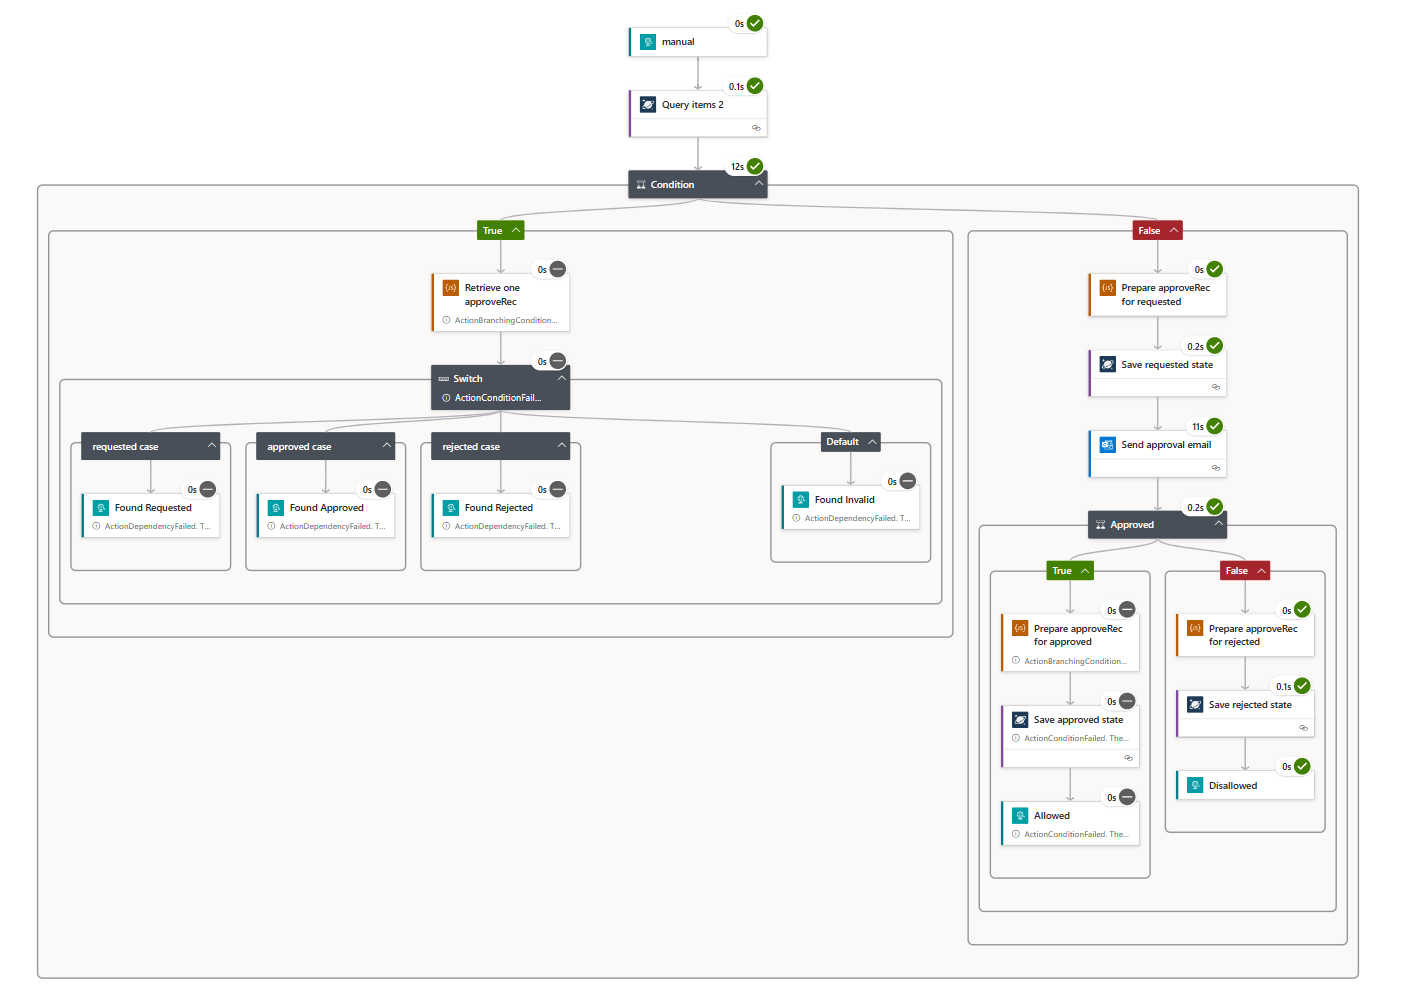 0s
manual
0.1s
Query items 2
12s
Condition
True
False
0s
Retrieve one
approveRec
ActionBranchingCondition...
0s
Prepare approveRec
for requested
0.2s
Save requested state
0s
Switch
ActionConditionFail...
11s
Send approval email
requested case
approved case
rejected case
Default
0s
Found Requested
ActionDependencyFailed. T...
0s
Found Approved
ActionDependencyFailed. T...
0s
Found Rejected
ActionDependencyFailed. T...
0s
Found Invalid
ActionDependencyFailed. T...
0.2s
Approved
True
False
0s
Prepare approveRec
for approved
ActionBranchingCondition...
0s
Save approved state
ActionConditionFailed. The...
0s
Allowed
ActionConditionFailed. The...
0s
Prepare approveRec
for rejected
0.1s
Save rejected state
0s
Disallowed